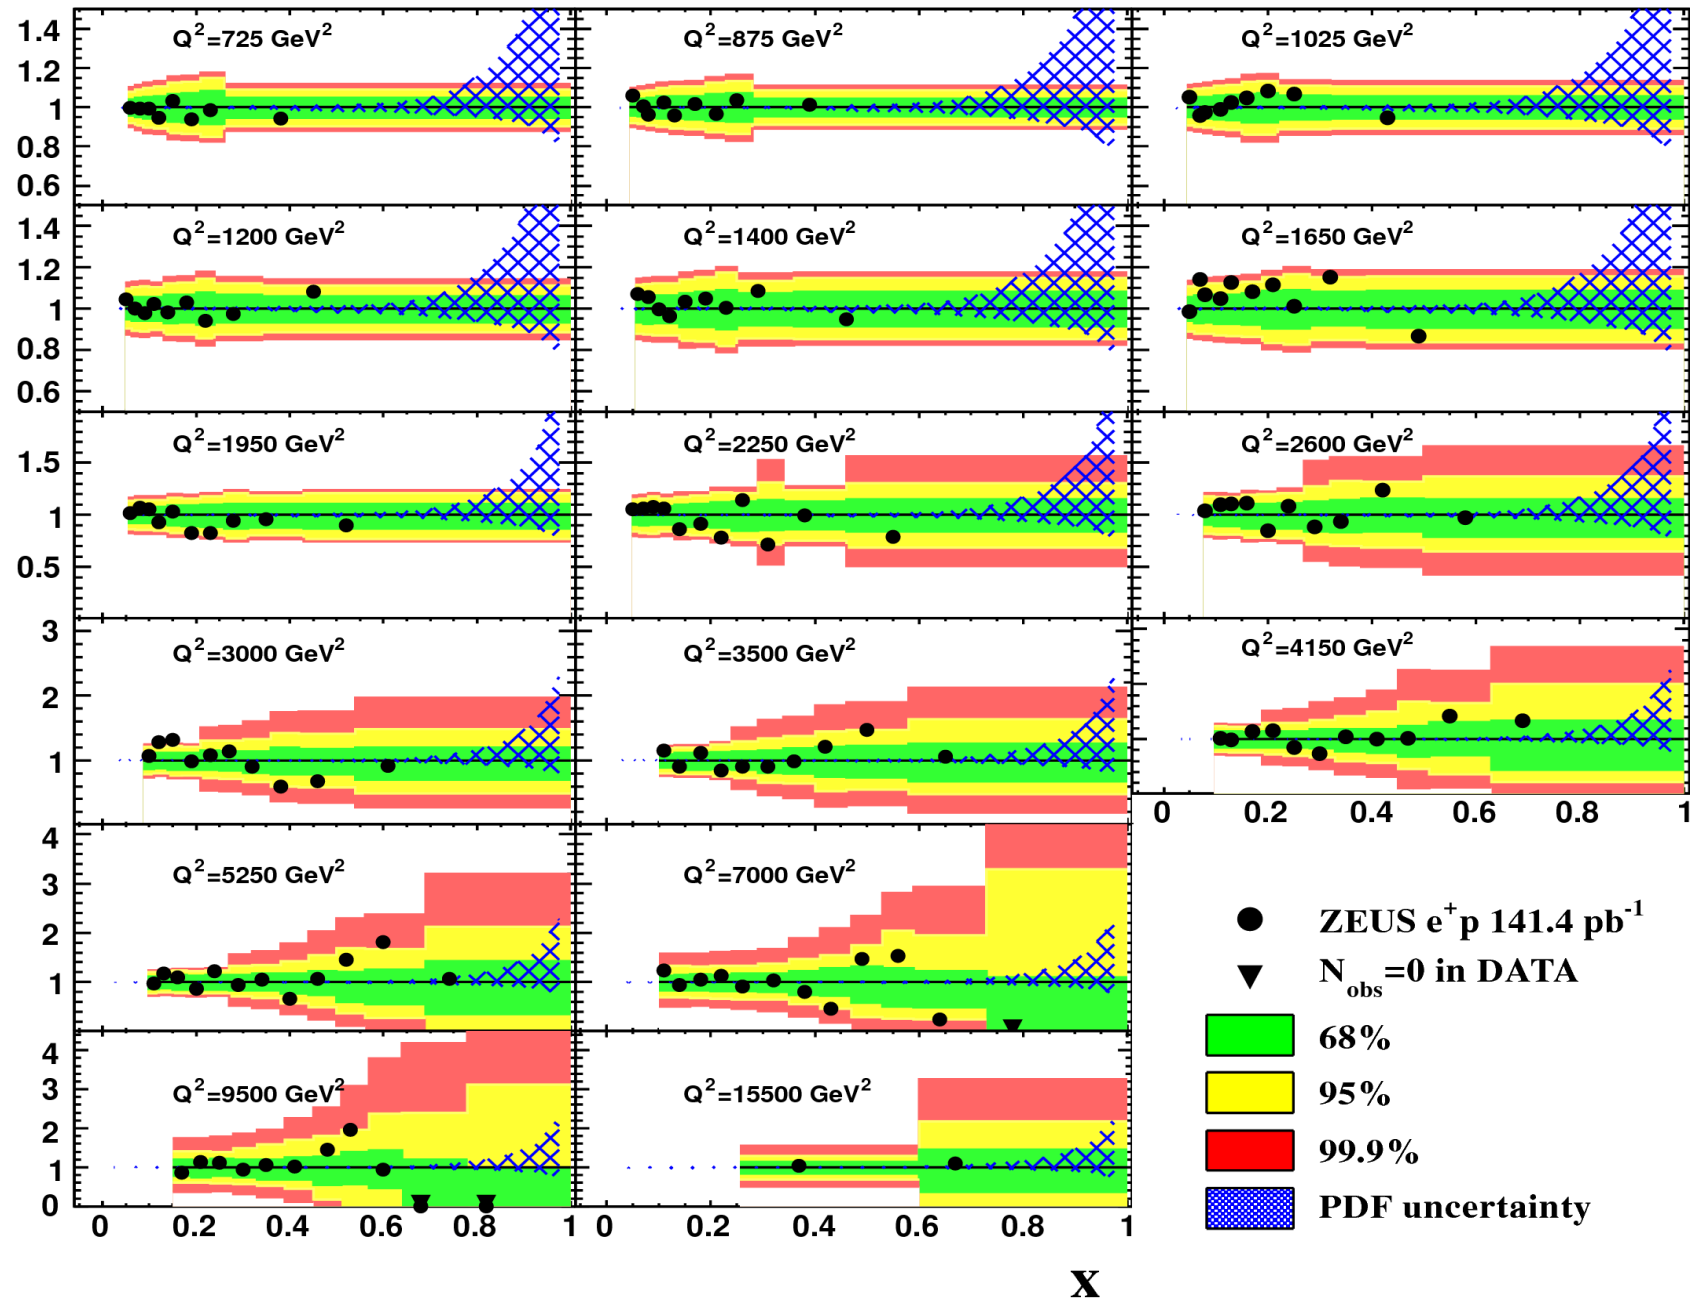 1.4
1.2
1
0.8
0.6
Q²=725 GeV²
Q²=875 GeV²
Q²=1025 GeV²
1.4
1.2
1
0.8
0.6
Q²=1200 GeV²
Q²=1400 GeV²
Q²=1650 GeV²
1.5
1
0.5
Q²=1950 GeV²
Q²=2250 GeV²
Q²=2600 GeV²
3
2
1
Q²=3000 GeV²
Q²=3500 GeV²
Q²=4150 GeV²
0 0.2 0.4 0.6 0.8 1
4
3
2
1
Q²=5250 GeV²
Q²=7000 GeV²
4
3
2
1
0
Q²=9500 GeV²
Q²=15500 GeV²
0 0.2 0.4 0.6 0.8 1
0 0.2 0.4 0.6 0.8 1
x
ZEUS e⁺p 141.4 pb⁻¹
N_obs=0 in DATA
68%
95%
99.9%
PDF uncertainty